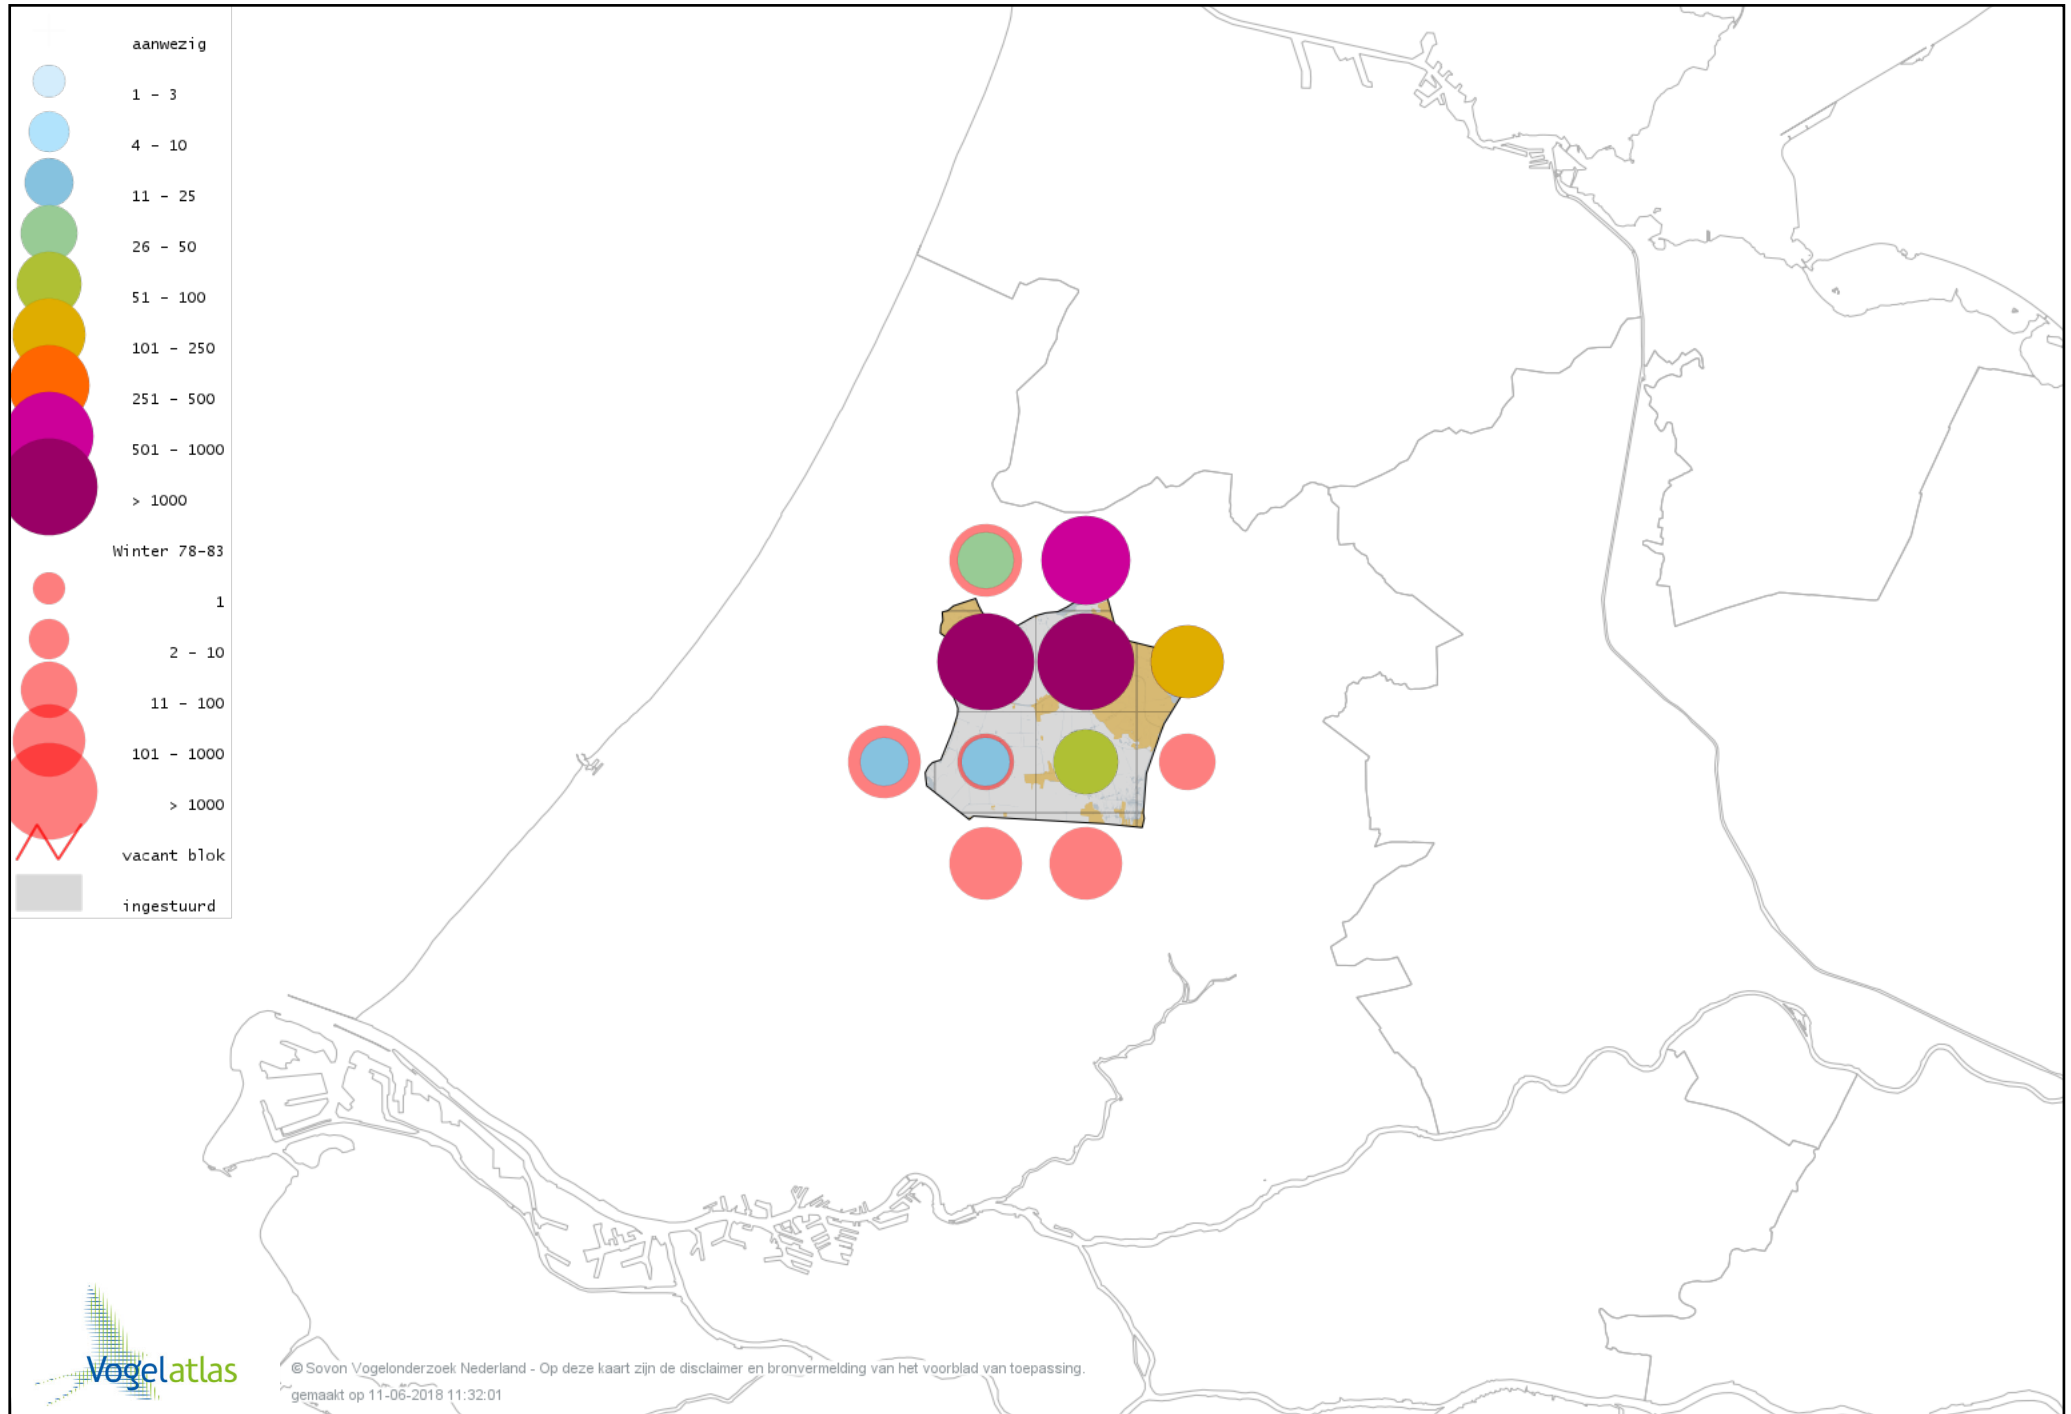 aanwezig
1 - 3
4 - 10
11 - 25
26 - 50
51 - 100
101 - 250
251 - 500
501 - 1000
> 1000
Winter 78-83
1
2 - 10
11 - 100
101 - 1000
> 1000
vacant blok
ingestuurd
Vogelatlas
© Sovon Vogelonderzoek Nederland - Op deze kaart zijn de disclaimer en bronvermelding van het voorblad van toepassing.
gemaakt op 11-06-2018 11:32:01